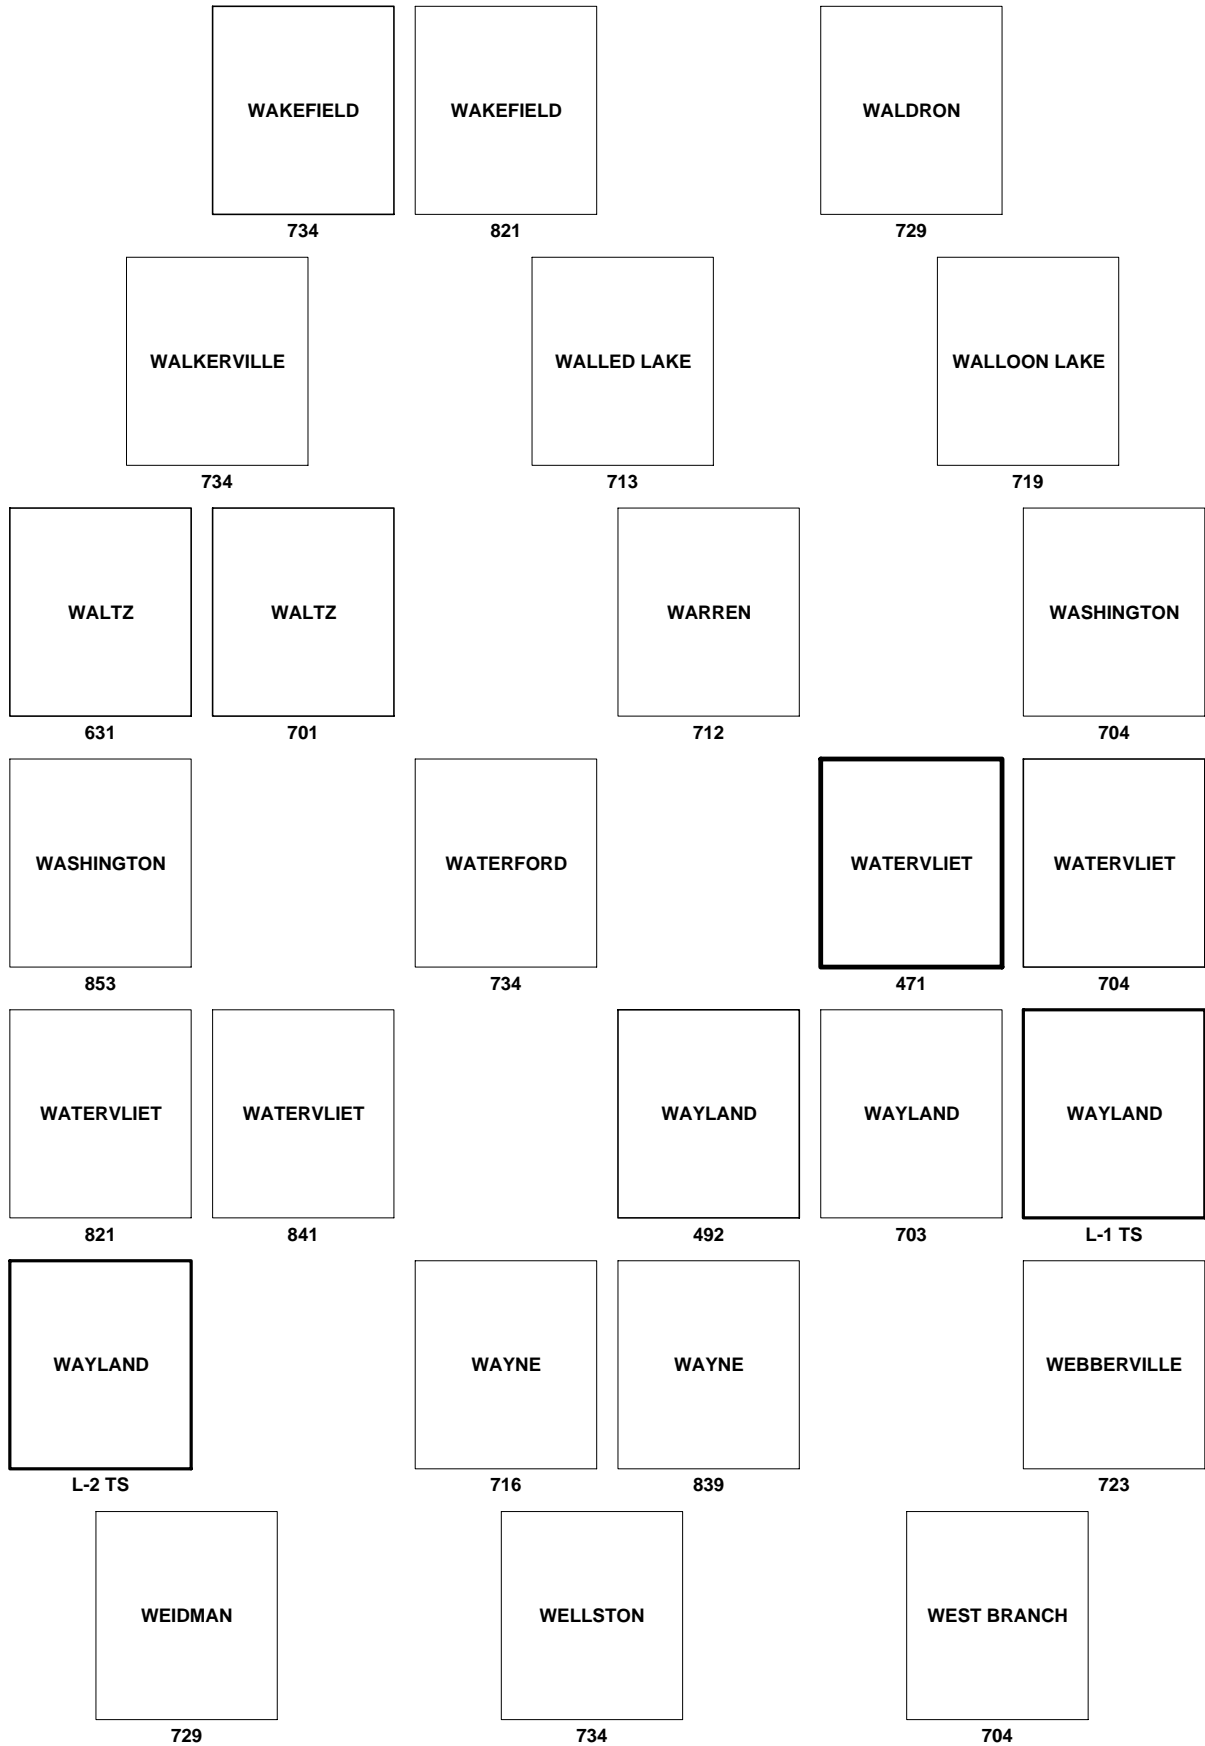 WAKEFIELD WAKEFIELD WALDRON
734 821 729
WALKERVILLE WALLED LAKE WALLOON LAKE
734 713 719
WALTZ WALTZ WARREN WASHINGTON
631 701 712 704
WASHINGTON WATERFORD WATERVLIET WATERVLIET
853 734 471 704
WATERVLIET WATERVLIET WAYLAND WAYLAND WAYLAND
821 841 492 703 L-1 TS
WAYLAND WAYNE WAYNE WEBBERVILLE
L-2 TS 716 839 723
WEIDMAN WELLSTON WEST BRANCH
729 734 704